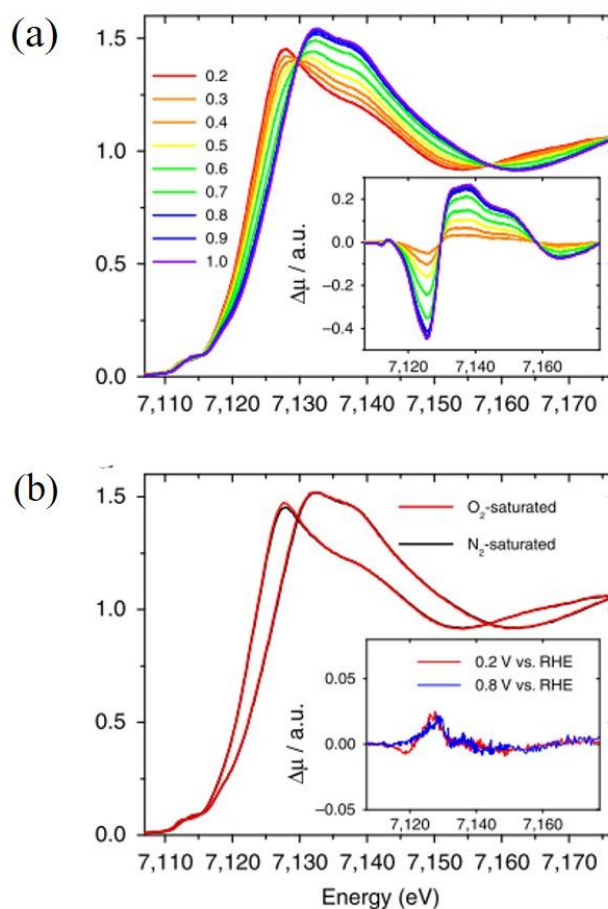 (a)
1.5
1.0
0.5
0.0
0.2
0.3
0.4
0.5
0.6
0.7
0.8
0.9
1.0
Δμ / a.u.
0.2
0.0
−0.2
−0.4
7,120 7,140 7,160
7,110 7,120 7,130 7,140 7,150 7,160 7,170
(b)
1.5
1.0
0.5
0.0
O₂-saturated
N₂-saturated
Δμ / a.u.
0.05
0.00
−0.05
0.2 V vs. RHE
0.8 V vs. RHE
7,120 7,140 7,160
7,110 7,120 7,130 7,140 7,150 7,160 7,170
Energy (eV)